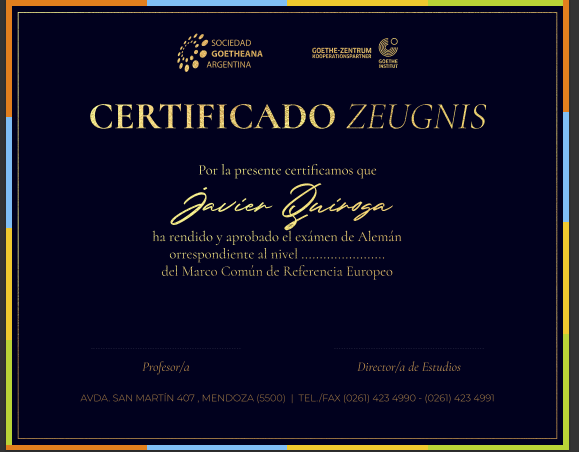 SOCIEDAD
GOETHEANA
ARGENTINA
GOETHE-ZENTRUM
KOOPERATIONSPARTNER
GOETHE
INSTITUT
CERTIFICADO ZEUGNIS
Por la presente certificamos que
Javier Quiroga
ha rendido y aprobado el exámen de Alemán
orrespondiente al nivel ......................
del Marco Común de Referencia Europeo
Profesor/a
Director/a de Estudios
AVDA. SAN MARTÍN 407 , MENDOZA (5500) | TEL./FAX (0261) 423 4990 - (0261) 423 4991